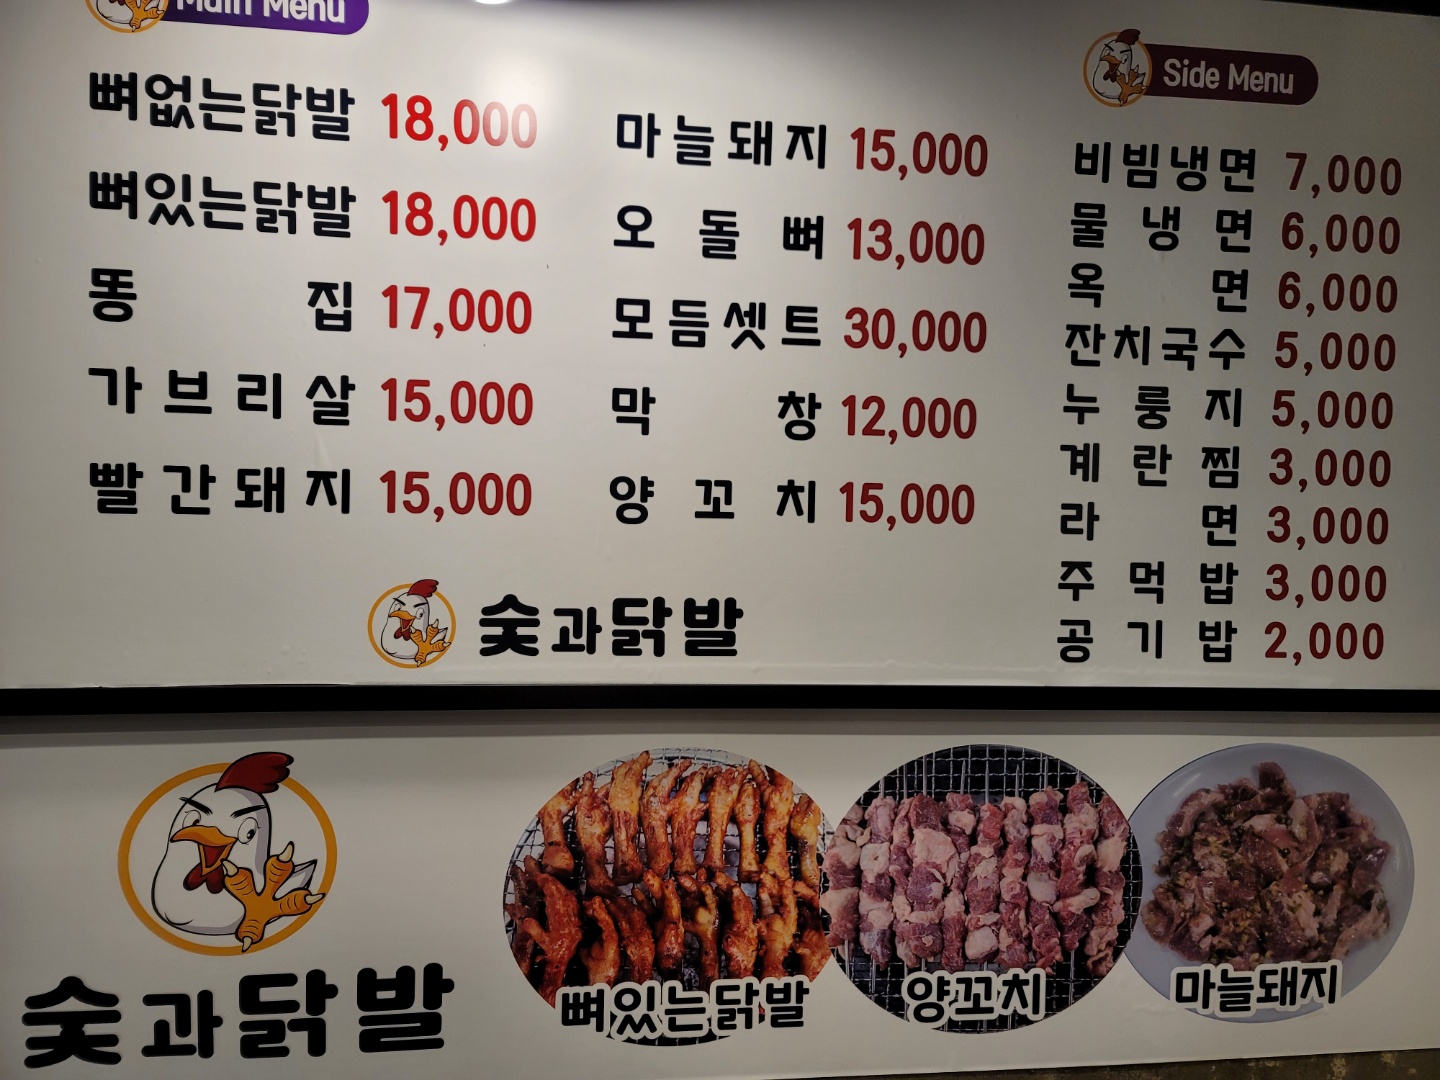 Main Menu
뼈없는닭발 18,000
뼈있는닭발 18,000
똥집 17,000
가브리살 15,000
빨간돼지 15,000
마늘돼지 15,000
오돌뼈 13,000
모듬셋트 30,000
막창 12,000
양꼬치 15,000
Side Menu
비빔냉면 7,000
물냉면 6,000
옥면 6,000
잔치국수 5,000
누룽지 5,000
계란찜 3,000
라면 3,000
주먹밥 3,000
공기밥 2,000
숯과닭발
숯과닭발
뼈있는닭발
양꼬치
마늘돼지